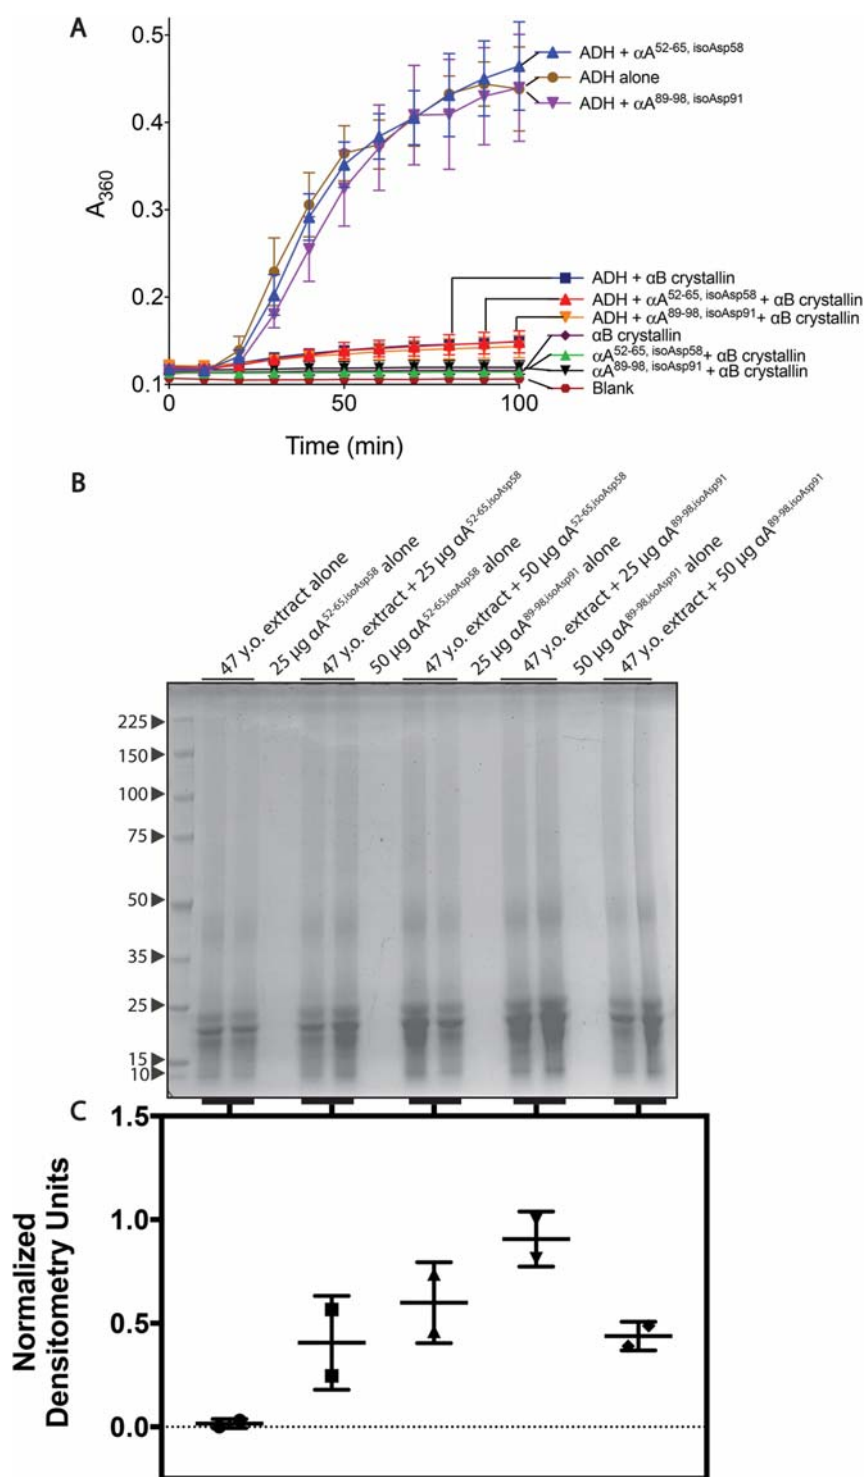 A
0.5
0.4
0.3
0.2
0.1
A360
0
50
100
Time (min)
ADH + αA52-65, isoAsp58
ADH alone
ADH + αA89-98, isoAsp91
ADH + αB crystallin
ADH + αA52-65, isoAsp58 + αB crystallin
ADH + αA89-98, isoAsp91 + αB crystallin
αB crystallin
αA52-65, isoAsp58 + αB crystallin
αA89-98, isoAsp91 + αB crystallin
Blank
B
47 y.o. extract alone
25 µg αA52-65,isoAsp58 alone
47 y.o. extract + 25 µg αA52-65,isoAsp58
50 µg αA52-65,isoAsp58 alone
47 y.o. extract + 50 µg αA52-65,isoAsp58
25 µg αA89-98,isoAsp91 alone
47 y.o. extract + 25 µg αA89-98,isoAsp91
50 µg αA89-98,isoAsp91 alone
47 y.o. extract + 50 µg αA89-98,isoAsp91
225
150
100
75
50
35
25
15
10
C
1.5
1.0
0.5
0.0
Normalized
Densitometry Units